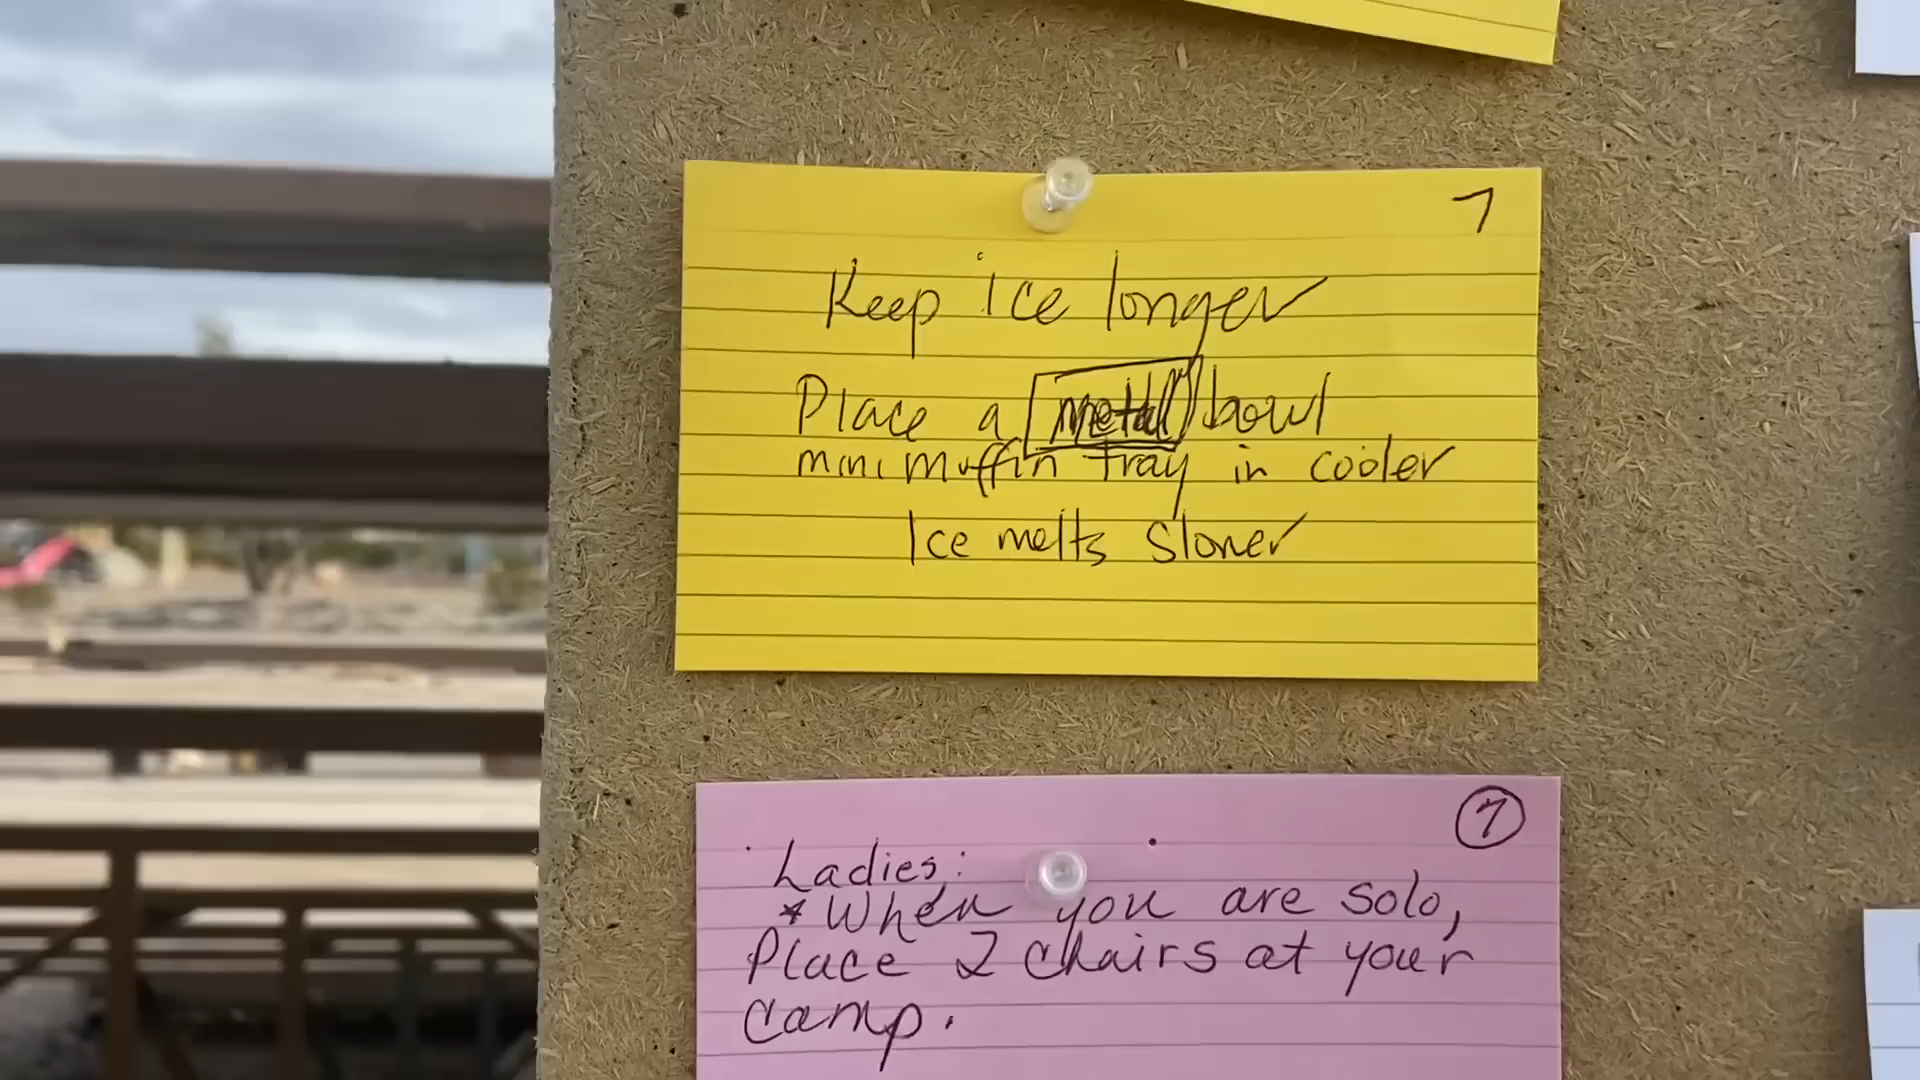 7
Keep ice longer
Place a metal bowl
mini muffin tray in cooler
Ice melts slower
7
Ladies:
*When you are solo,
Place 2 chairs at your
camp.